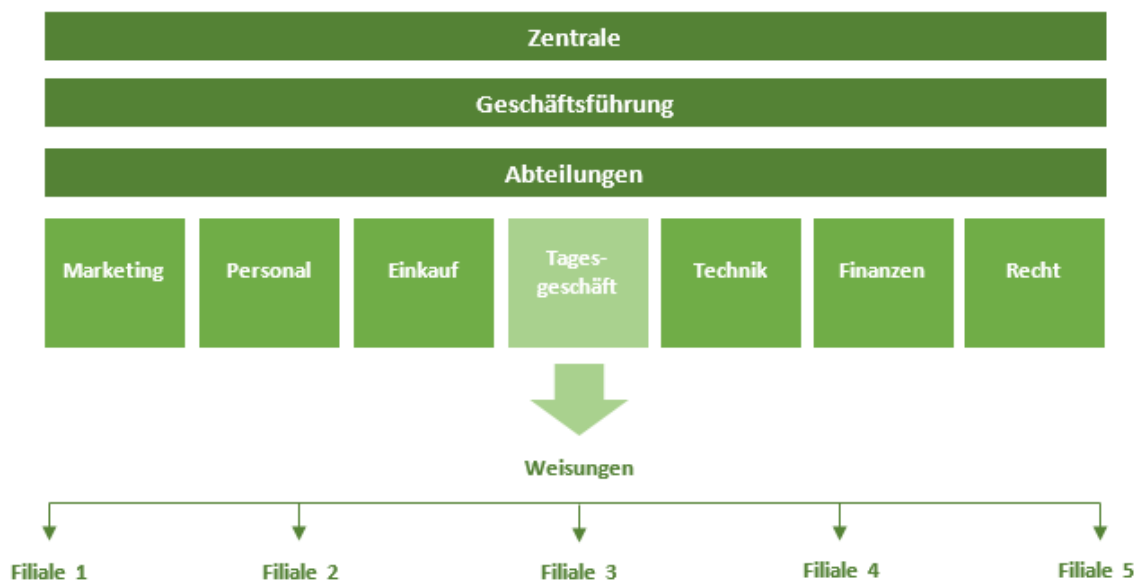 Zentrale
Geschäftsführung
Abteilungen
Marketing
Personal
Einkauf
Tages-
geschäft
Technik
Finanzen
Recht
Weisungen
Filiale 1
Filiale 2
Filiale 3
Filiale 4
Filiale 5